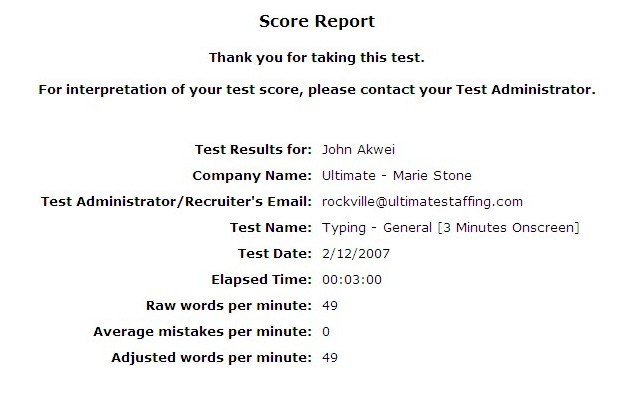 Score Report
Thank you for taking this test.
For interpretation of your test score, please contact your Test Administrator.
Test Results for: John Akwei
Company Name: Ultimate - Marie Stone
Test Administrator/Recruiter's Email: rockville@ultimatestaffing.com
Test Name: Typing - General [3 Minutes Onscreen]
Test Date: 2/12/2007
Elapsed Time: 00:03:00
Raw words per minute: 49
Average mistakes per minute: 0
Adjusted words per minute: 49